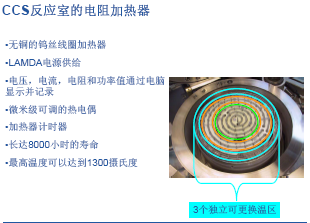 CCS反应室的电阻加热器
•无铜的钨丝线圈加热器
•LAMDA电源供给
•电压，电流，电阻和功率值通过电脑
显示并记录
•微米级可调的热电偶
•加热器计时器
•长达8000小时的寿命
•最高温度可以达到1300摄氏度
3个独立可更换温区